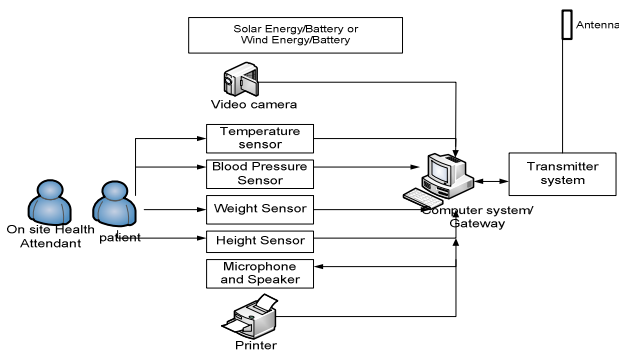 Solar Energy/Battery or
Wind Energy/Battery
Antenna
Video camera
Temperature
sensor
Blood Pressure
Sensor
Transmitter
system
Weight Sensor
Computer system/
Gateway
On site Health
Attendant
patient
Height Sensor
Microphone
and Speaker
Printer